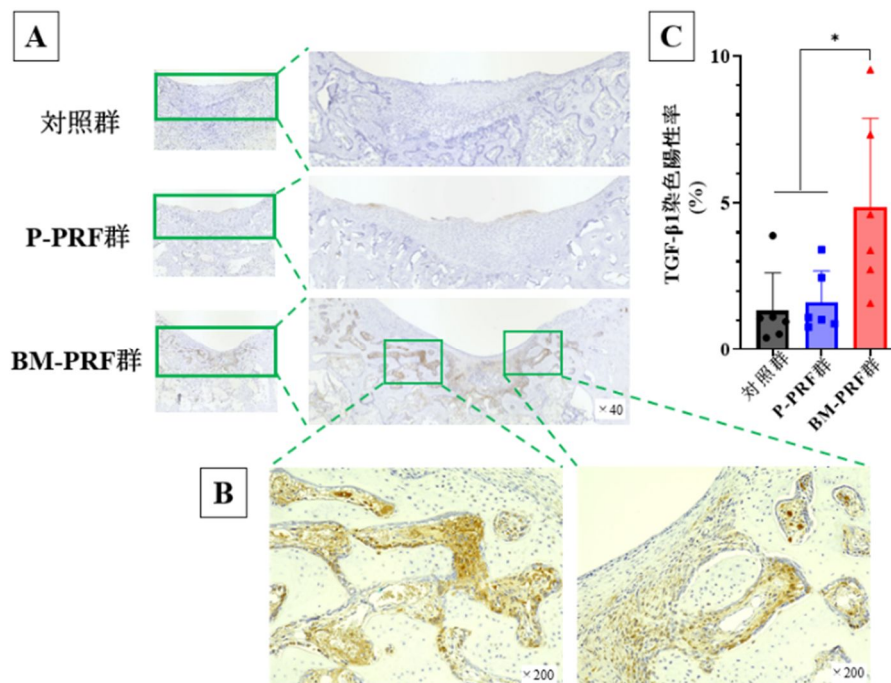 A
対照群
P-PRF群
BM-PRF群
×40
B
×200
×200
C
*
TGF-β1染色陽性率
(%)
10
5
0
対照群
P-PRF群
BM-PRF群